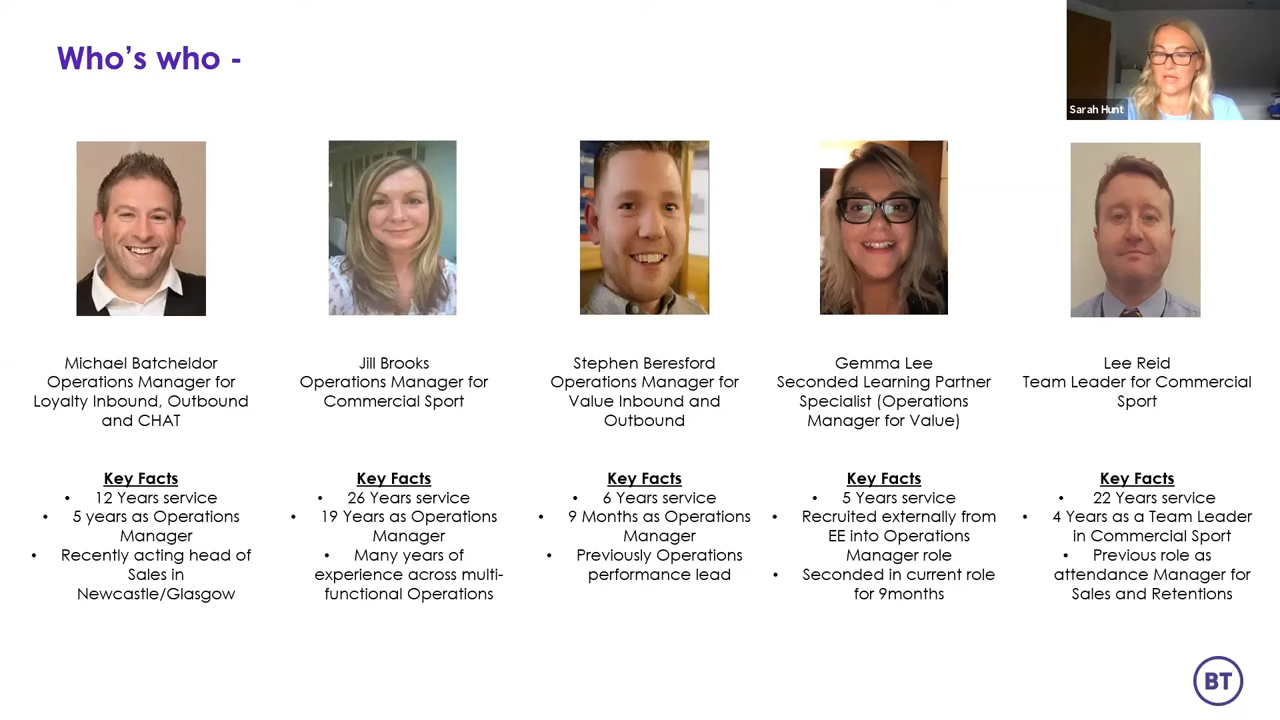 Who's who -
Sarah Hunt
Michael Batcheldor
Operations Manager for
Loyalty Inbound, Outbound
and CHAT
Key Facts
• 12 Years service
• 5 years as Operations
Manager
• Recently acting head of
Sales in
Newcastle/Glasgow
Jill Brooks
Operations Manager for
Commercial Sport
Key Facts
• 26 Years service
• 19 Years as Operations
Manager
• Many years of
experience across multi-
functional Operations
Stephen Beresford
Operations Manager for
Value Inbound and
Outbound
Key Facts
• 6 Years service
• 9 Months as Operations
Manager
• Previously Operations
performance lead
Gemma Lee
Seconded Learning Partner
Specialist (Operations
Manager for Value)
Key Facts
• 5 Years service
• Recruited externally from
EE into Operations
Manager role
• Seconded in current role
for 9months
Lee Reid
Team Leader for Commercial
Sport
Key Facts
• 22 Years service
• 4 Years as a Team Leader
in Commercial Sport
• Previous role as
attendance Manager for
Sales and Retentions
BT